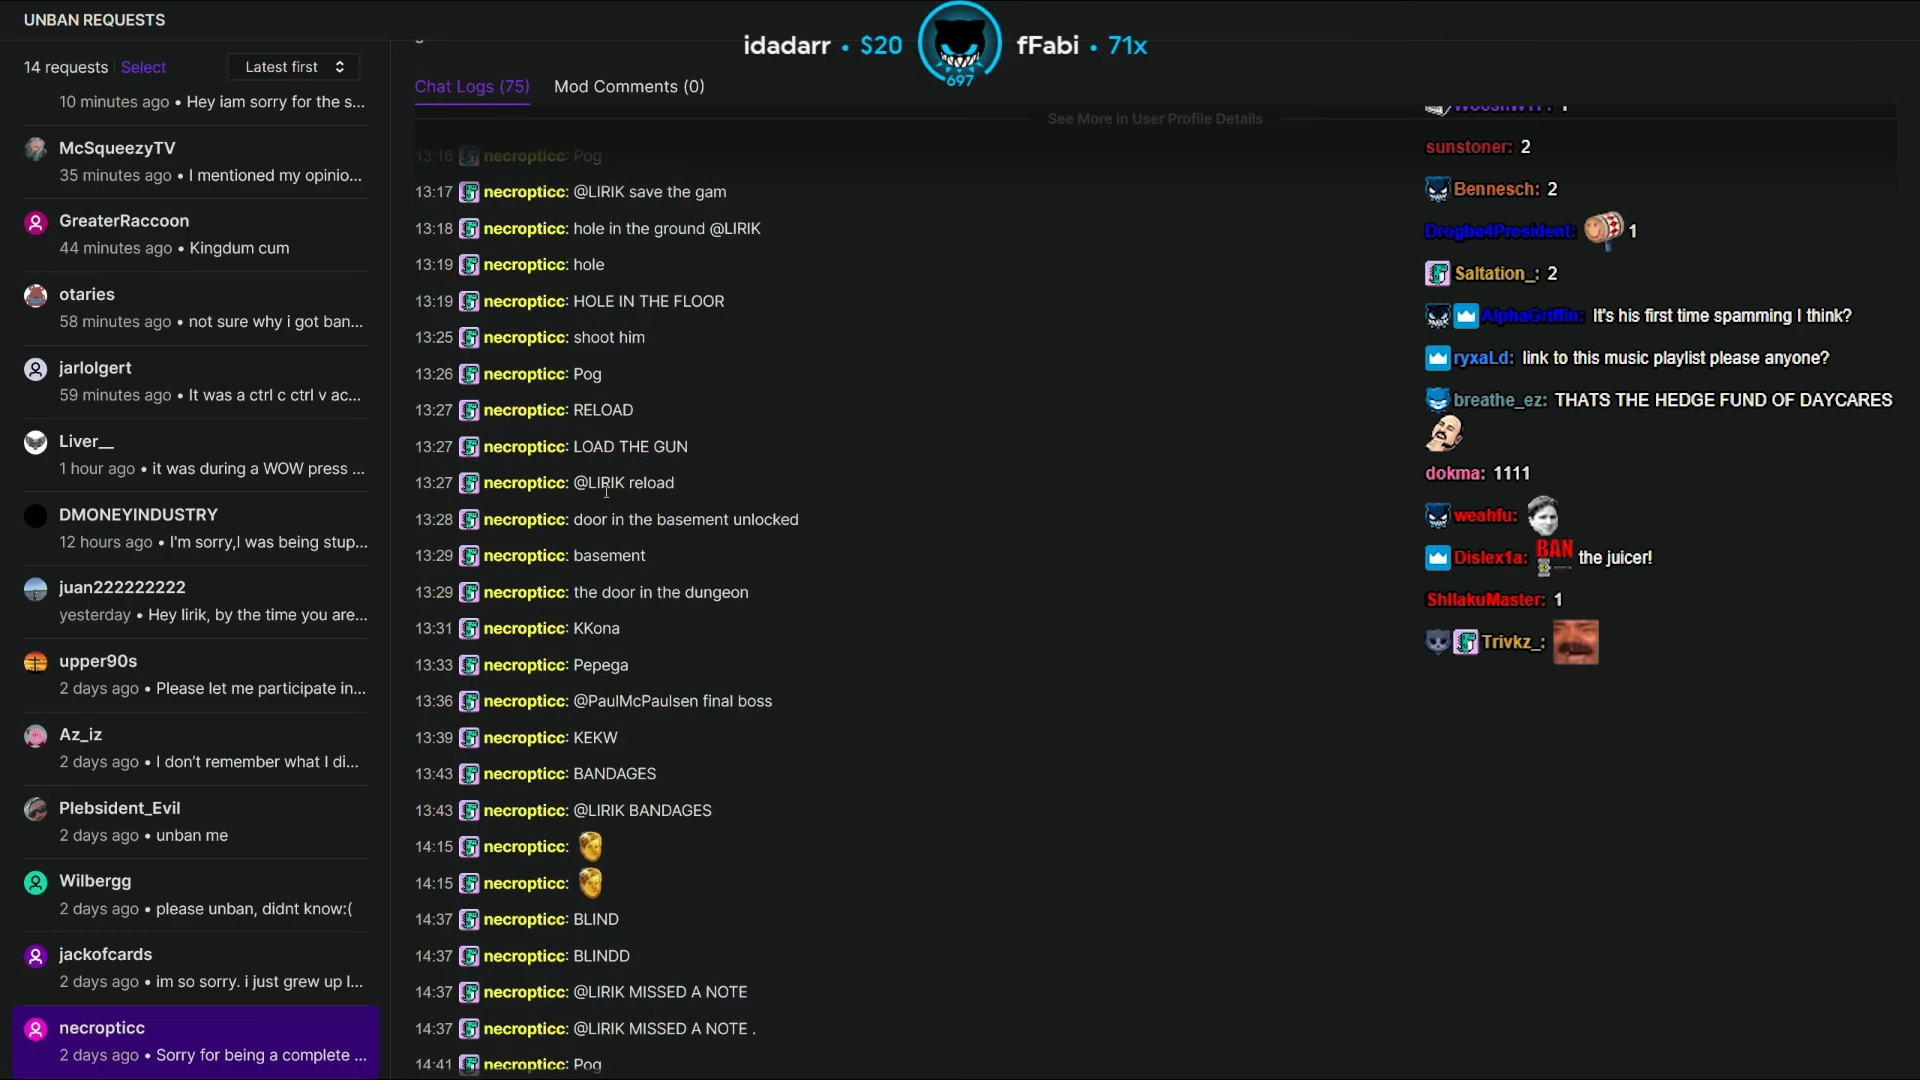 UNBAN REQUESTS
14 requests Select Latest first
10 minutes ago • Hey iam sorry for the s...
McSqueezyTV
35 minutes ago • I mentioned my opinio...
GreaterRaccoon
44 minutes ago • Kingdum cum
otaries
58 minutes ago • not sure why i got ban...
jarlolgert
59 minutes ago • It was a ctrl c ctrl v ac...
Liver__
1 hour ago • it was during a WOW press ...
DMONEYINDUSTRY
12 hours ago • I'm sorry,I was being stup...
juan222222222
yesterday • Hey lirik, by the time you are...
upper90s
2 days ago • Please let me participate in...
Az_iz
2 days ago • I don't remember what I di...
Plebsident_Evil
2 days ago • unban me
Wilbergg
2 days ago • please unban, didnt know:(
jackofcards
2 days ago • im so sorry. i just grew up l...
necropticc
2 days ago • Sorry for being a complete ...
idadarr • $20 697 fFabi • 71x
Chat Logs (75) Mod Comments (0)
See More in User Profile Details
13:16 necropticc: Pog
13:17 necropticc: @LIRIK save the gam
13:18 necropticc: hole in the ground @LIRIK
13:19 necropticc: hole
13:19 necropticc: HOLE IN THE FLOOR
13:25 necropticc: shoot him
13:26 necropticc: Pog
13:27 necropticc: RELOAD
13:27 necropticc: LOAD THE GUN
13:27 necropticc: @LIRIK reload
13:28 necropticc: door in the basement unlocked
13:29 necropticc: basement
13:29 necropticc: the door in the dungeon
13:31 necropticc: KKona
13:33 necropticc: Pepega
13:36 necropticc: @PaulMcPaulsen final boss
13:39 necropticc: KEKW
13:43 necropticc: BANDAGES
13:43 necropticc: @LIRIK BANDAGES
14:15 necropticc:
14:15 necropticc:
14:37 necropticc: BLIND
14:37 necropticc: BLINDD
14:37 necropticc: @LIRIK MISSED A NOTE
14:37 necropticc: @LIRIK MISSED A NOTE .
14:41 necropticc: Pog
sunstoner: 2
Bennesch: 2
Drogba4President: 1
Saltation_: 2
AlphaGriffin: It's his first time spamming I think?
ryxaLd: link to this music playlist please anyone?
breathe_ez: THATS THE HEDGE FUND OF DAYCARES
dokma: 1111
weahfu:
Dislex1a: BAN the juicer!
ShllakuMaster: 1
Trivkz_: